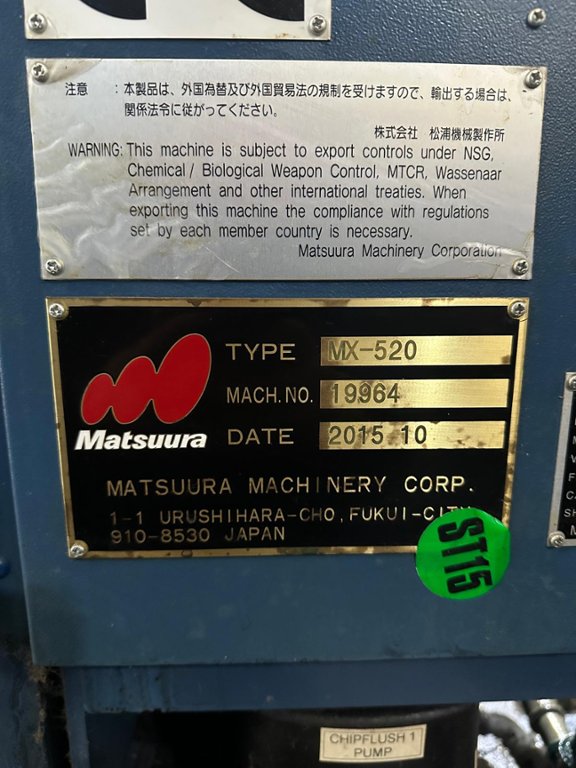 注意 : 本製品は、外国為替及び外国貿易法の規制を受けますので、輸出する場合は、
関係法令に従がってください。
株式会社 松浦機械製作所
WARNING: This machine is subject to export controls under NSG,
Chemical / Biological Weapon Control, MTCR, Wassenaar
Arrangement and other international treaties. When
exporting this machine the compliance with regulations
set by each member country is necessary.
Matsuura Machinery Corporation
TYPE MX-520
MACH. NO. 19964
Matsuura DATE 2015 10
MATSUURA MACHINERY CORP.
1-1 URUSHIHARA-CHO, FUKUI-CITY
910-8530 JAPAN
ST15
CHIPFLUSH 1
PUMP